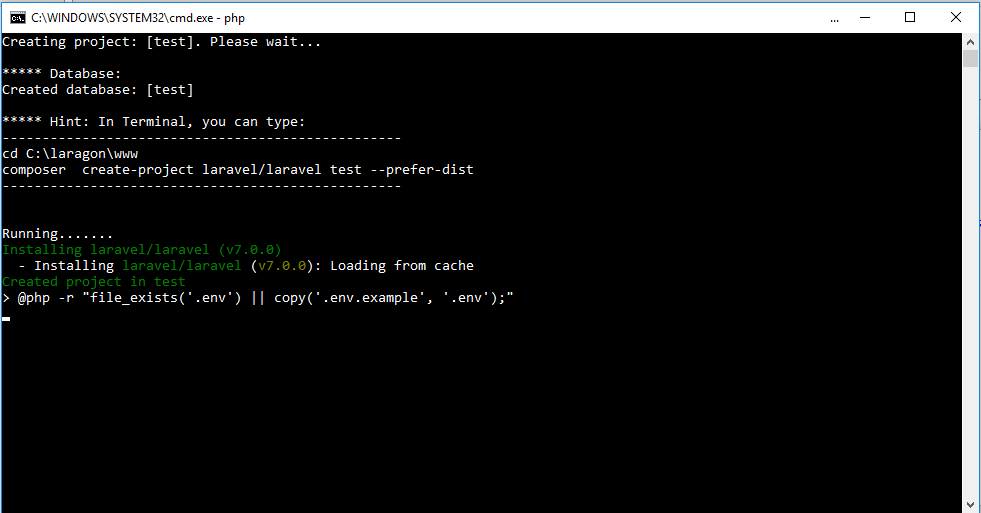 C:\WINDOWS\SYSTEM32\cmd.exe - php
...
Creating project: [test]. Please wait...
***** Database:
Created database: [test]
***** Hint: In Terminal, you can type:
--------------------------------------------------
cd C:\laragon\www
composer  create-project laravel/laravel test --prefer-dist
--------------------------------------------------
Running.......
Installing laravel/laravel (v7.0.0)
  - Installing laravel/laravel (v7.0.0): Loading from cache
Created project in test
> @php -r "file_exists('.env') || copy('.env.example', '.env');"